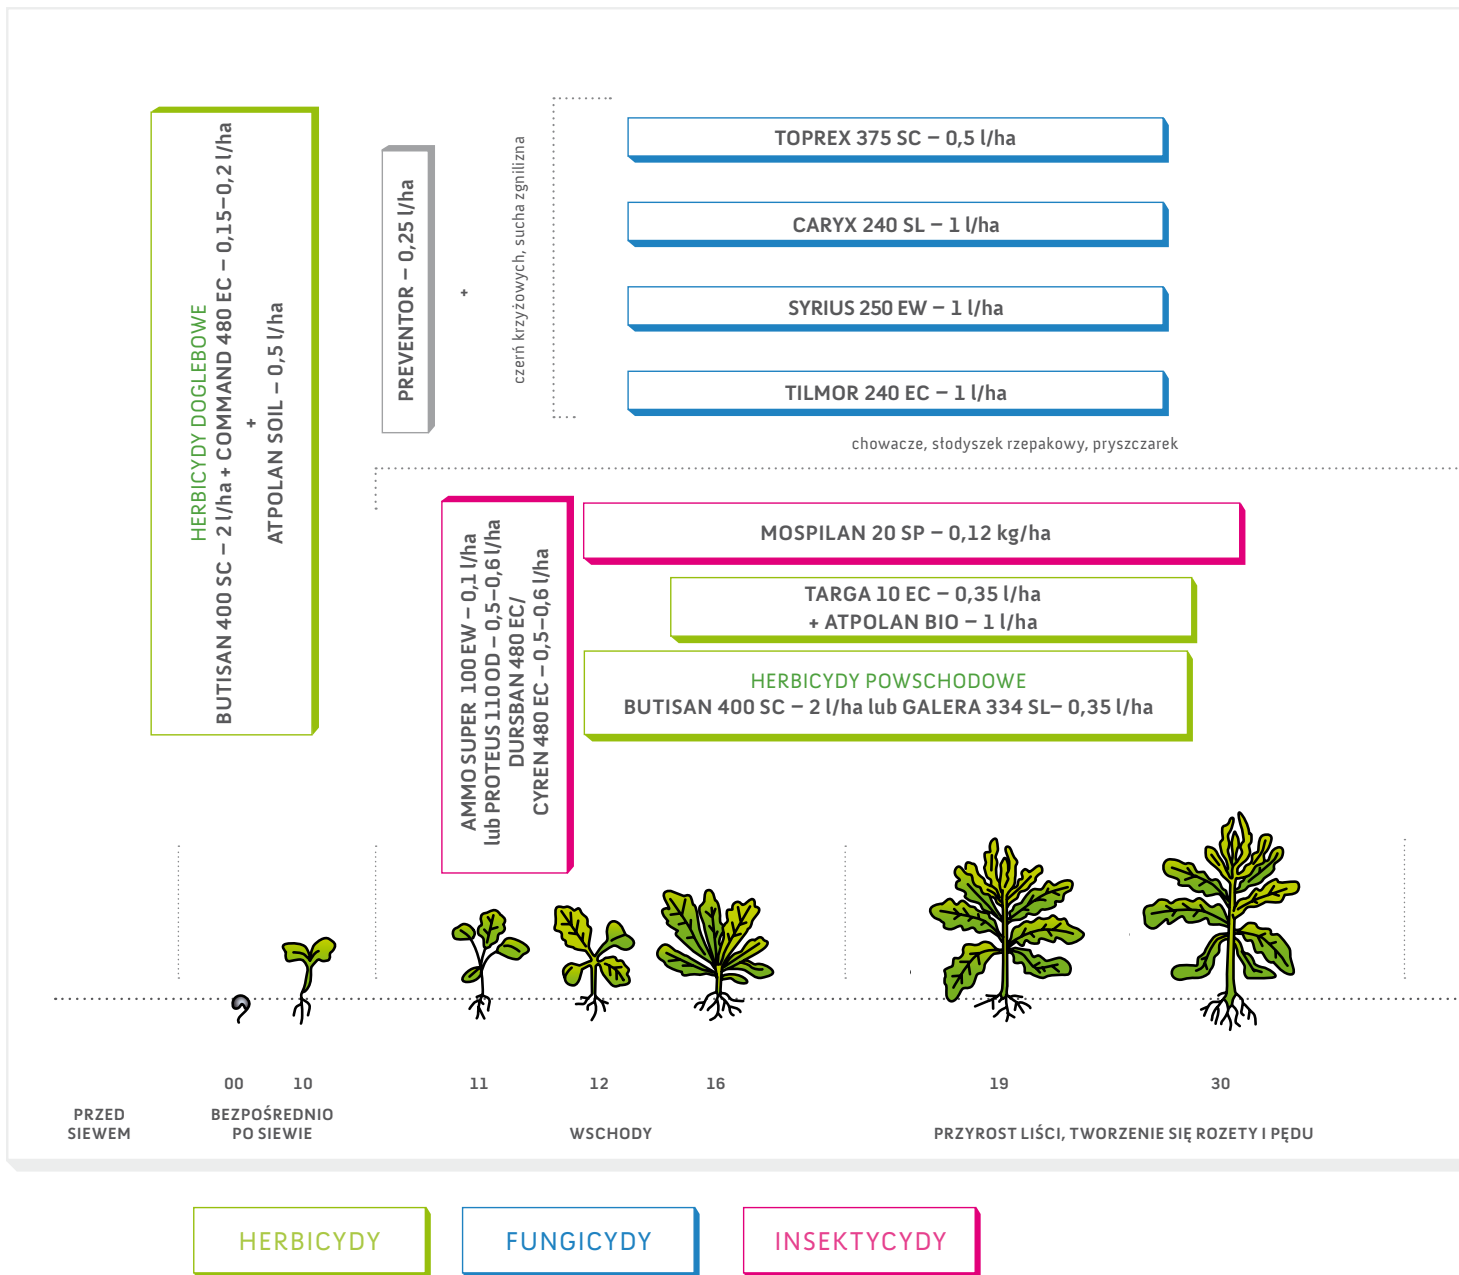 HERBICYDY DOGLEBOWE
BUTISAN 400 SC – 2 l/ha + COMMAND 480 EC – 0,15–0,2 l/ha
+
ATPOLAN SOIL – 0,5 l/ha
PREVENTOR – 0,25 l/ha
+
czerń krzyżowych, sucha zgnilizna
TOPREX 375 SC – 0,5 l/ha
CARYX 240 SL – 1 l/ha
SYRIUS 250 EW – 1 l/ha
TILMOR 240 EC – 1 l/ha
chowacze, słodyszek rzepakowy, pryszczarek
AMMO SUPER 100 EW – 0,1 l/ha
lub PROTEUS 110 OD – 0,5–0,6 l/ha
DURSBAN 480 EC/
CYREN 480 EC – 0,5–0,6 l/ha
MOSPILAN 20 SP – 0,12 kg/ha
TARGA 10 EC – 0,35 l/ha
+ ATPOLAN BIO – 1 l/ha
HERBICYDY POWSCHODOWE
BUTISAN 400 SC – 2 l/ha lub GALERA 334 SL– 0,35 l/ha
00 10 11 12 16 19 30
PRZED
SIEWEM
BEZPOŚREDNIO
PO SIEWIE
WSCHODY
PRZYROST LIŚCI, TWORZENIE SIĘ ROZETY I PĘDU
HERBICYDY
FUNGICYDY
INSEKTYCYDY